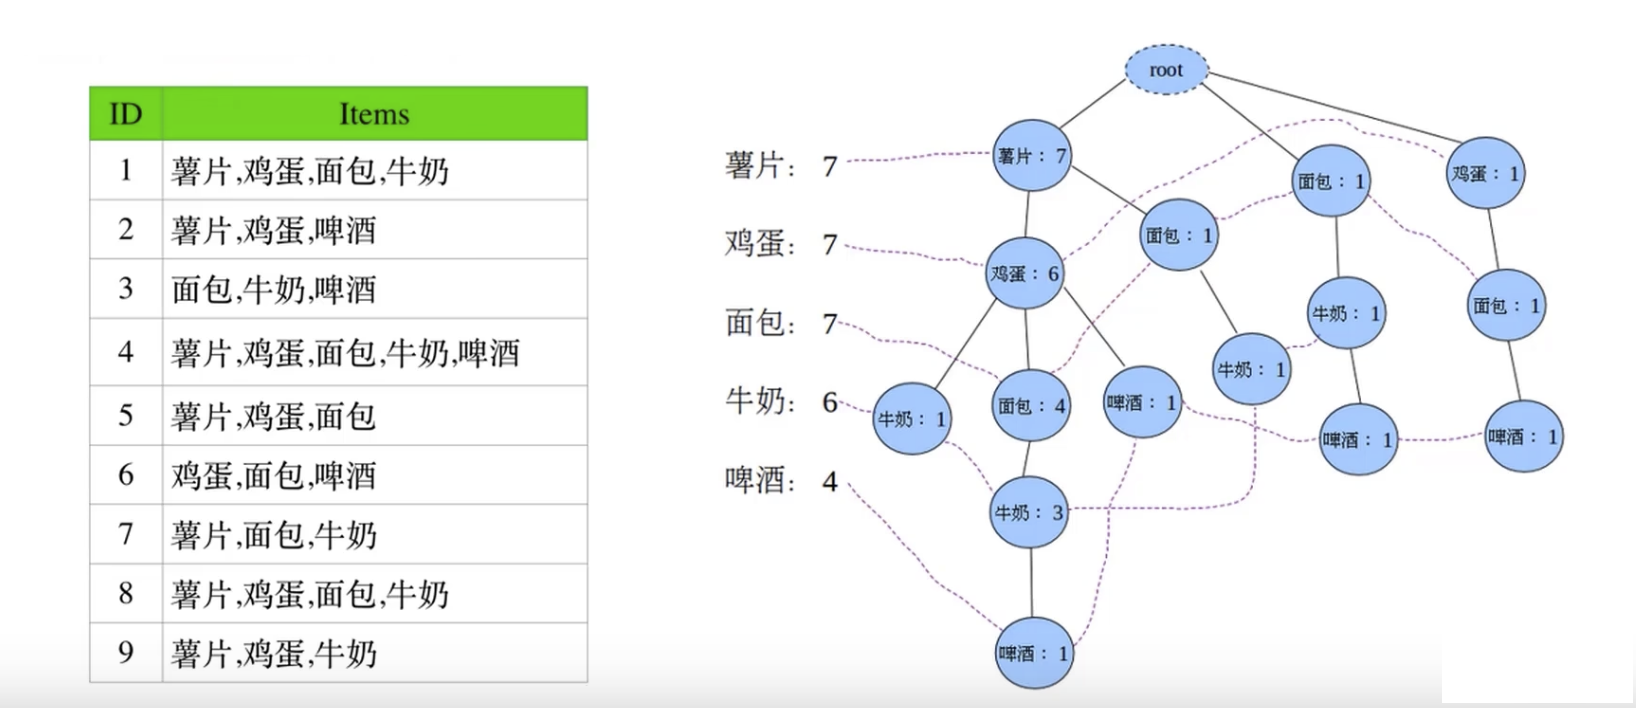 ID Items
1 薯片,鸡蛋,面包,牛奶
2 薯片,鸡蛋,啤酒
3 面包,牛奶,啤酒
4 薯片,鸡蛋,面包,牛奶,啤酒
5 薯片,鸡蛋,面包
6 鸡蛋,面包,啤酒
7 薯片,面包,牛奶
8 薯片,鸡蛋,面包,牛奶
9 薯片,鸡蛋,牛奶
薯片: 7
鸡蛋: 7
面包: 7
牛奶: 6
啤酒: 4
root
薯片: 7
面包: 1
鸡蛋: 1
面包: 1
鸡蛋: 6
面包: 1
牛奶: 1
牛奶: 1
牛奶: 1
面包: 4
啤酒: 1
啤酒: 1
啤酒: 1
牛奶: 3
啤酒: 1